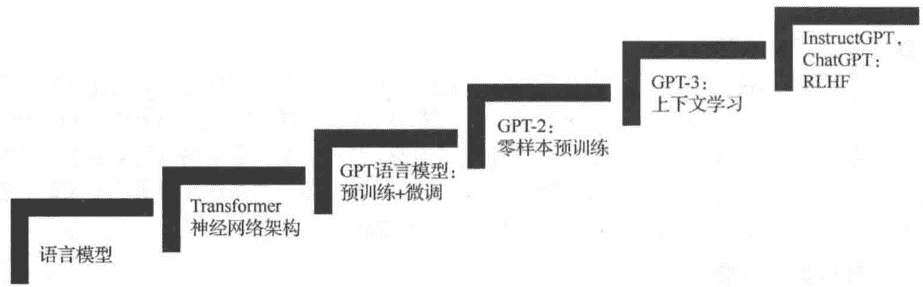 语言模型
Transformer
神经网络架构
GPT语言模型：
预训练+微调
GPT-2：
零样本预训练
GPT-3：
上下文学习
InstructGPT，
ChatGPT：
RLHF